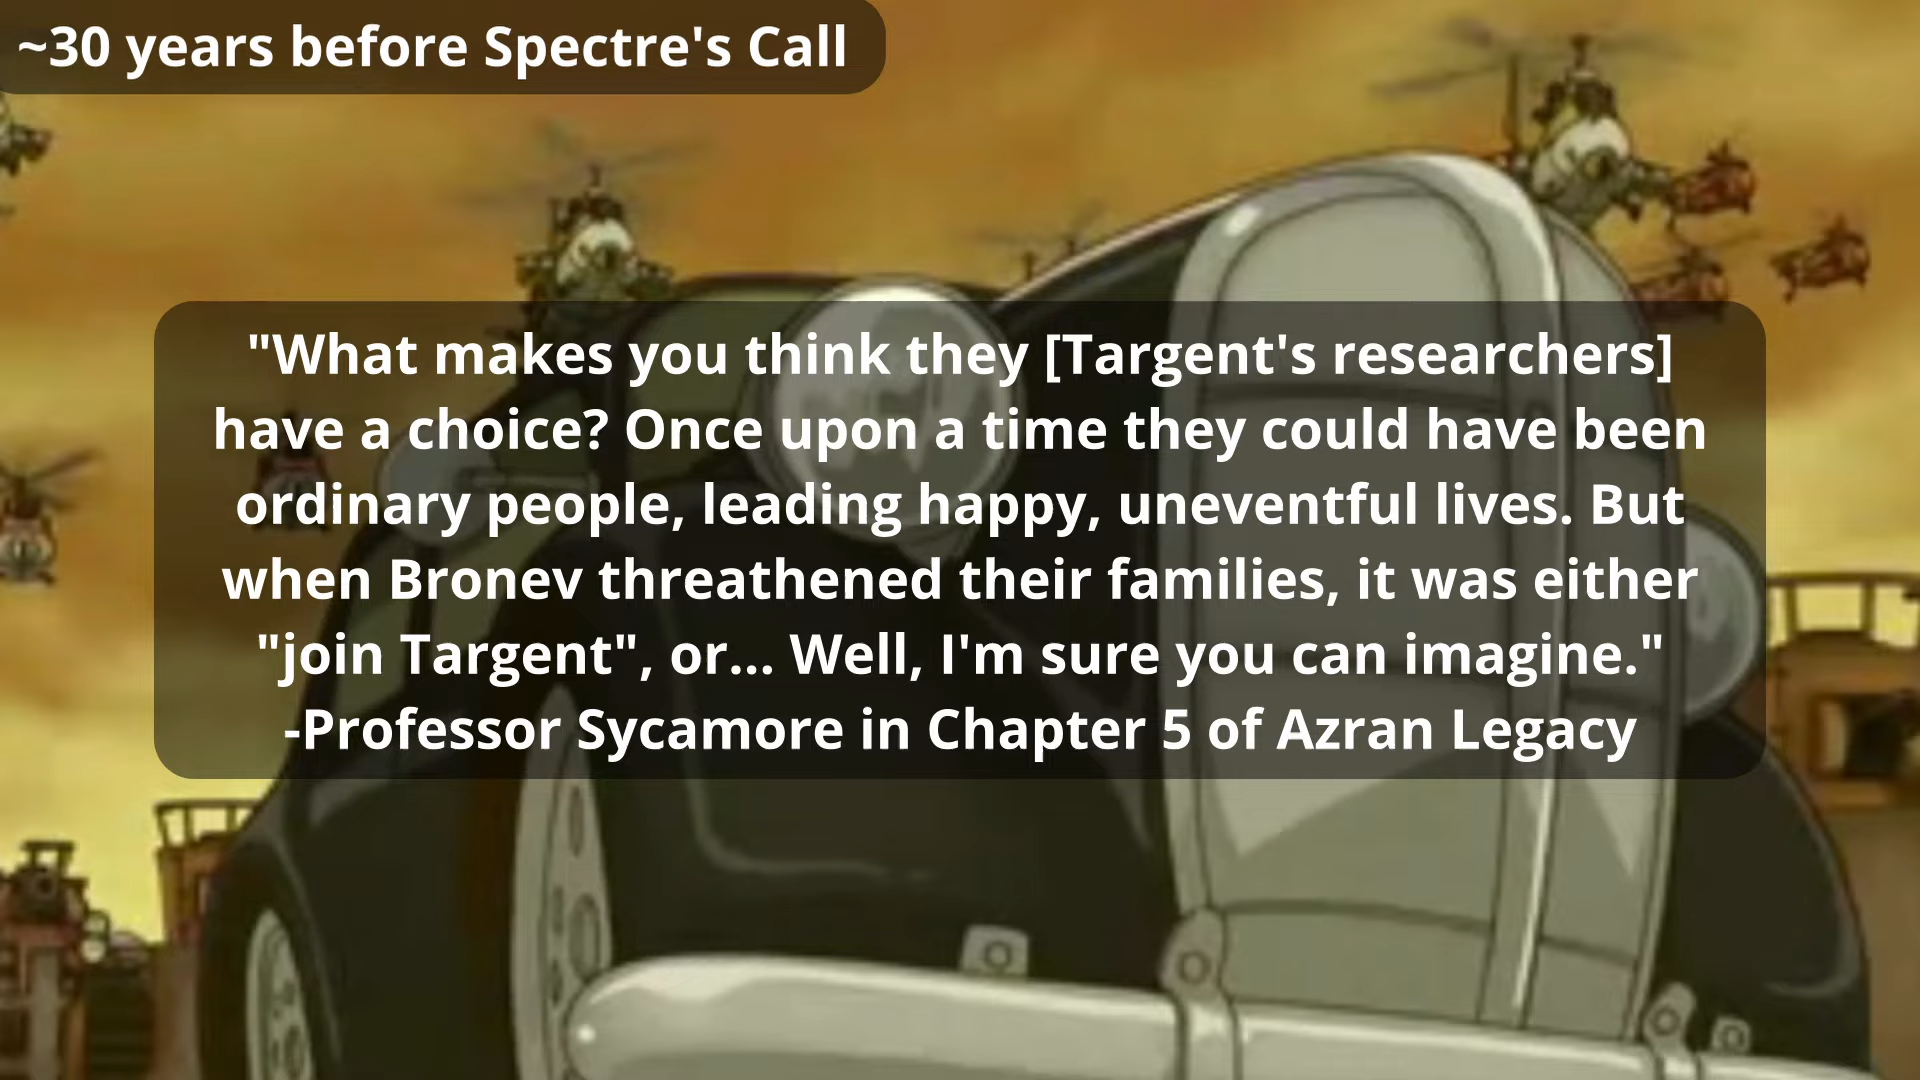 ~30 years before Spectre's Call
"What makes you think they [Targent's researchers]
have a choice? Once upon a time they could have been
ordinary people, leading happy, uneventful lives. But
when Bronev threathened their families, it was either
"join Targent", or... Well, I'm sure you can imagine."
-Professor Sycamore in Chapter 5 of Azran Legacy